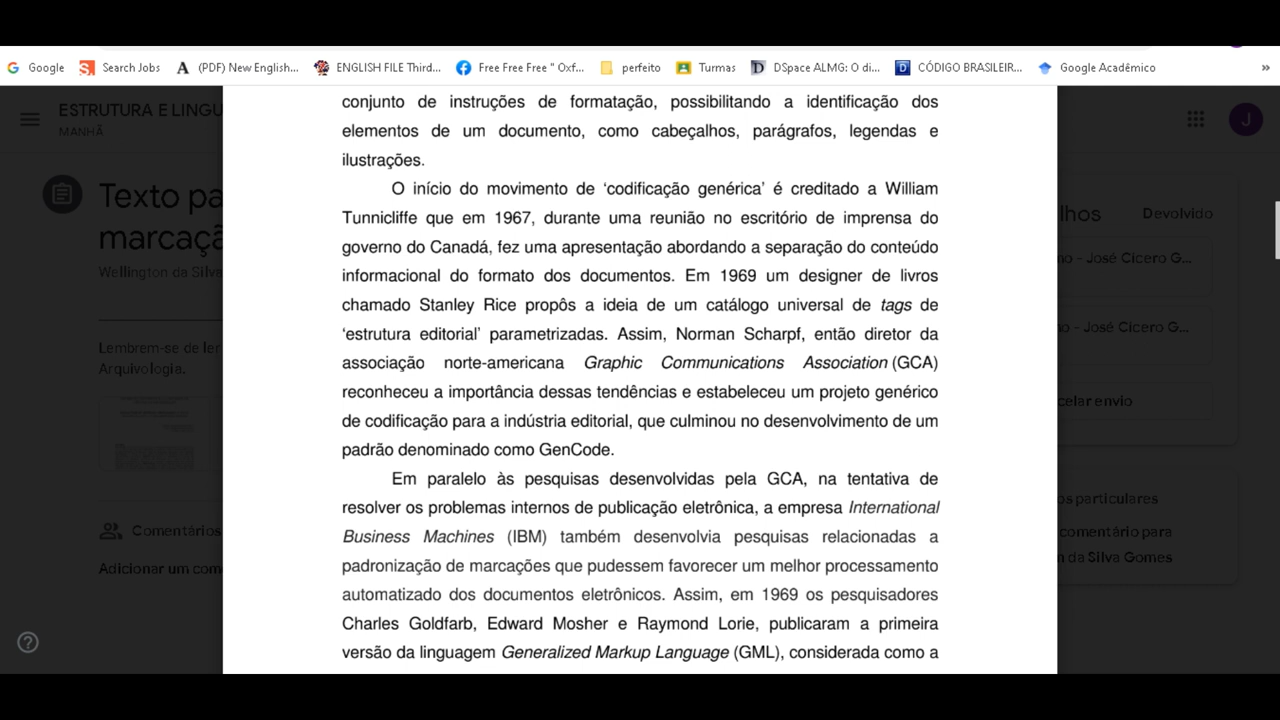 Google
Search Jobs
(PDF) New English...
ENGLISH FILE Third...
Free Free Free " Oxf...
perfeito
Turmas
DSpace ALMG: O di...
CÓDIGO BRASILEIR...
Google Acadêmico
»
ESTRUTURA E LINGU
MANHÃ
J
Texto pa
marcaçã
Wellington da Silva
Lembrem-se de ler
Arquivologia.
Comentários
Adicionar um com
conjunto de instruções de formatação, possibilitando a identificação dos
elementos de um documento, como cabeçalhos, parágrafos, legendas e
ilustrações.
O início do movimento de ‘codificação genérica’ é creditado a William
Tunnicliffe que em 1967, durante uma reunião no escritório de imprensa do
governo do Canadá, fez uma apresentação abordando a separação do conteúdo
informacional do formato dos documentos. Em 1969 um designer de livros
chamado Stanley Rice propôs a ideia de um catálogo universal de tags de
‘estrutura editorial’ parametrizadas. Assim, Norman Scharpf, então diretor da
associação norte-americana Graphic Communications Association (GCA)
reconheceu a importância dessas tendências e estabeleceu um projeto genérico
de codificação para a indústria editorial, que culminou no desenvolvimento de um
padrão denominado como GenCode.
Em paralelo às pesquisas desenvolvidas pela GCA, na tentativa de
resolver os problemas internos de publicação eletrônica, a empresa International
Business Machines (IBM) também desenvolvia pesquisas relacionadas a
padronização de marcações que pudessem favorecer um melhor processamento
automatizado dos documentos eletrônicos. Assim, em 1969 os pesquisadores
Charles Goldfarb, Edward Mosher e Raymond Lorie, publicaram a primeira
versão da linguagem Generalized Markup Language (GML), considerada como a
lhos
Devolvido
no - José Cícero G...
o - José Cícero G...
celar envio
os particulares
comentário para
n da Silva Gomes